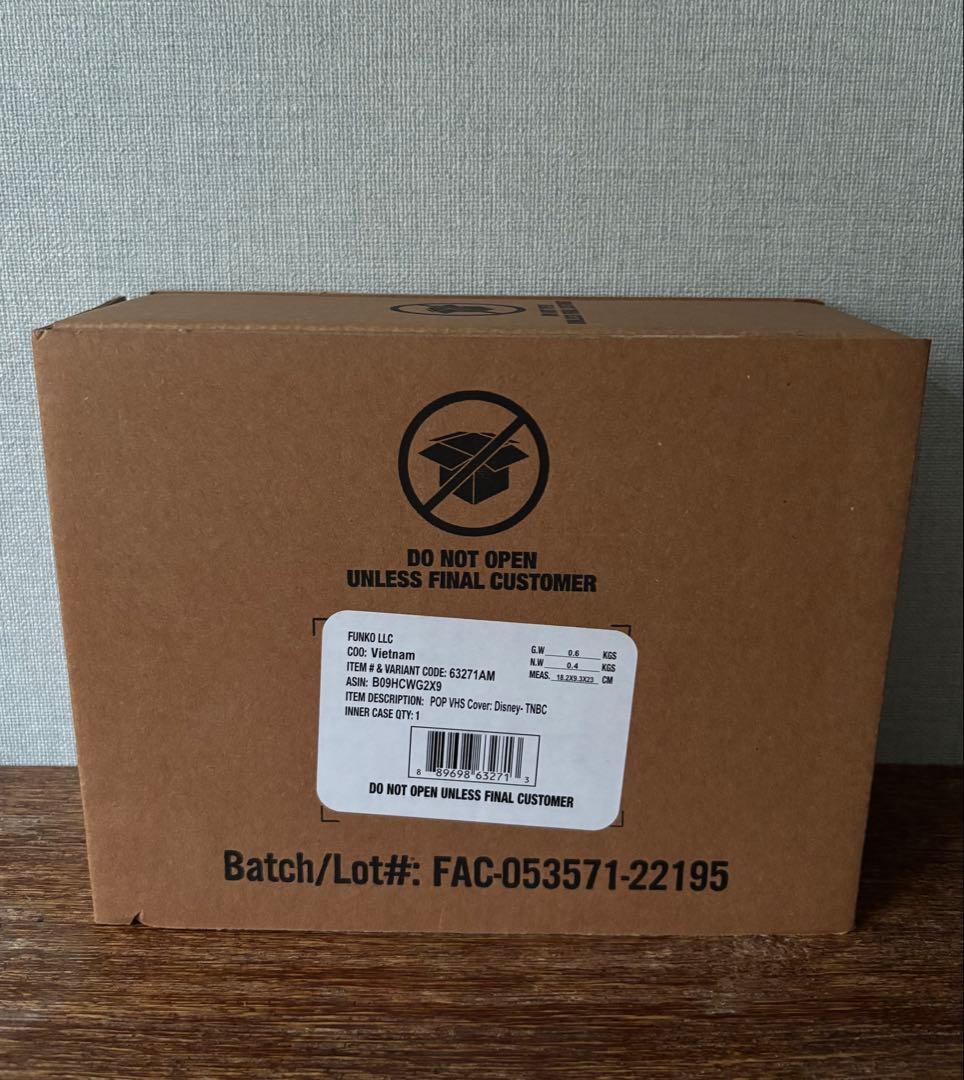 DO NOT OPEN
UNLESS FINAL CUSTOMER
FUNKO LLC
COO: Vietnam
ITEM # & VARIANT CODE: 63271AM
ASIN: B09HCWG2X9
ITEM DESCRIPTION: POP VHS Cover: Disney- TNBC
INNER CASE QTY: 1
G.W 0.6 KGS
N.W 0.4 KGS
MEAS. 18.2X9.3X23 CM
8 89698 63271 3
DO NOT OPEN UNLESS FINAL CUSTOMER
Batch/Lot#: FAC-053571-22195